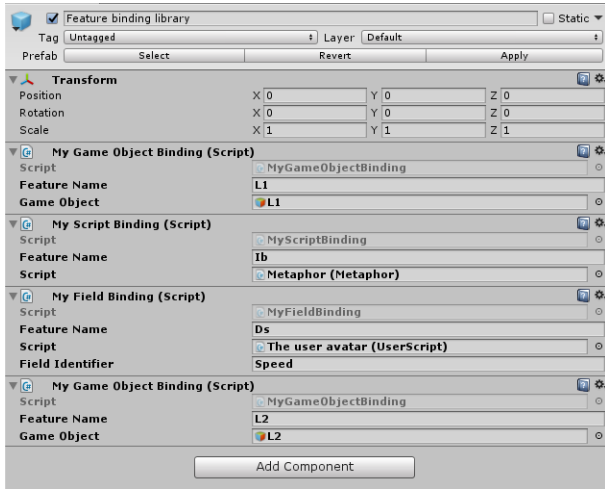 Feature binding library Static
Tag Untagged Layer Default
Prefab Select Revert Apply
Transform
Position X 0 Y 0 Z 0
Rotation X 0 Y 0 Z 0
Scale X 1 Y 1 Z 1
My Game Object Binding (Script)
Script MyGameObjectBinding
Feature Name L1
Game Object L1
My Script Binding (Script)
Script MyScriptBinding
Feature Name Ib
Script Metaphor (Metaphor)
My Field Binding (Script)
Script MyFieldBinding
Feature Name Ds
Script The user avatar (UserScript)
Field Identifier Speed
My Game Object Binding (Script)
Script MyGameObjectBinding
Feature Name L2
Game Object L2
Add Component